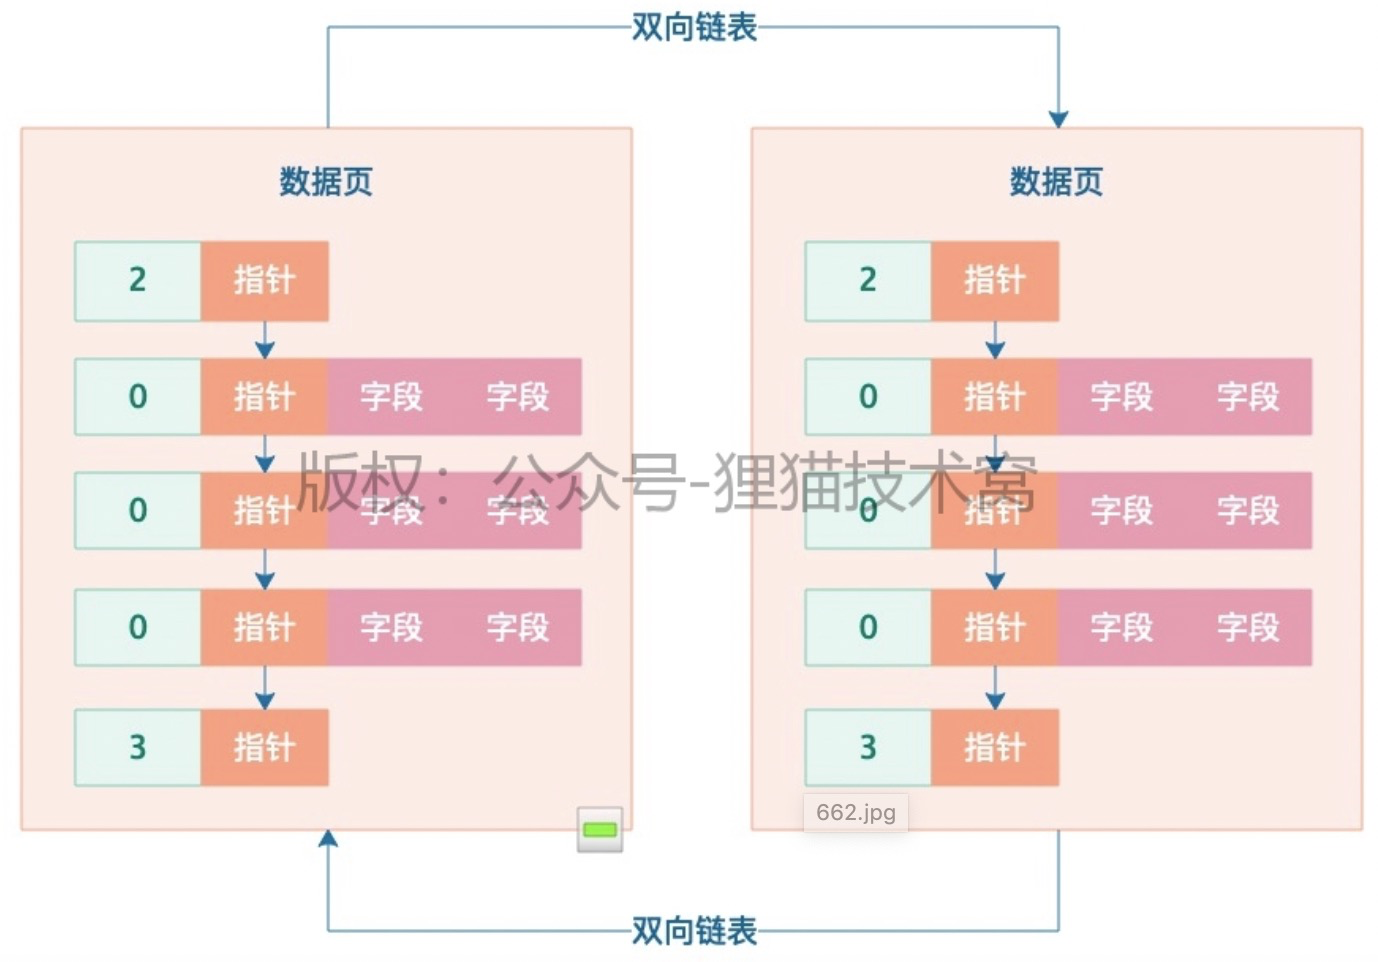 双向链表
数据页
2 指针
0 指针 字段 字段
0 指针 字段 字段
0 指针 字段 字段
3 指针
数据页
2 指针
0 指针 字段 字段
0 指针 字段 字段
0 指针 字段 字段
3 指针
版权：公众号-狸猫技术窝
662.jpg
双向链表